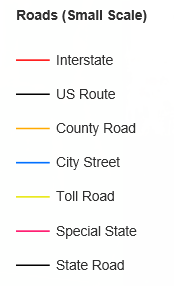 Roads (Small Scale)
Interstate
US Route
County Road
City Street
Toll Road
Special State
State Road